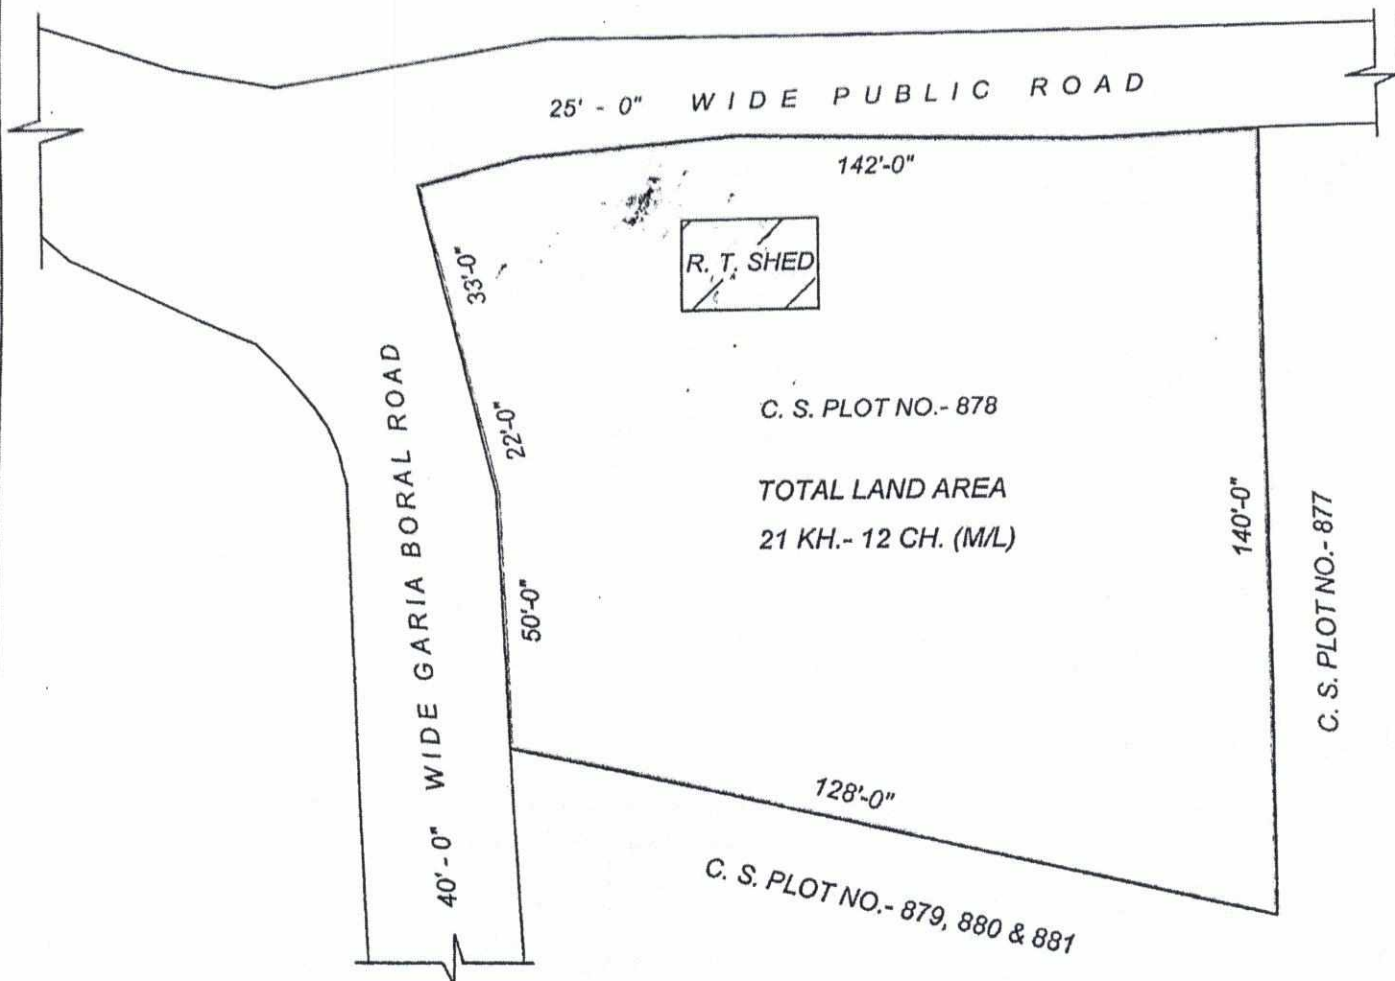 25' - 0" WIDE PUBLIC ROAD
142'-0"
R. T. SHED
33'-0"
22'-0"
50'-0"
40'-0" WIDE GARIA BORAL ROAD
C. S. PLOT NO.- 878
TOTAL LAND AREA
21 KH.- 12 CH. (M/L)
140'-0"
C. S. PLOT NO.- 877
128'-0"
C. S. PLOT NO.- 879, 880 & 881